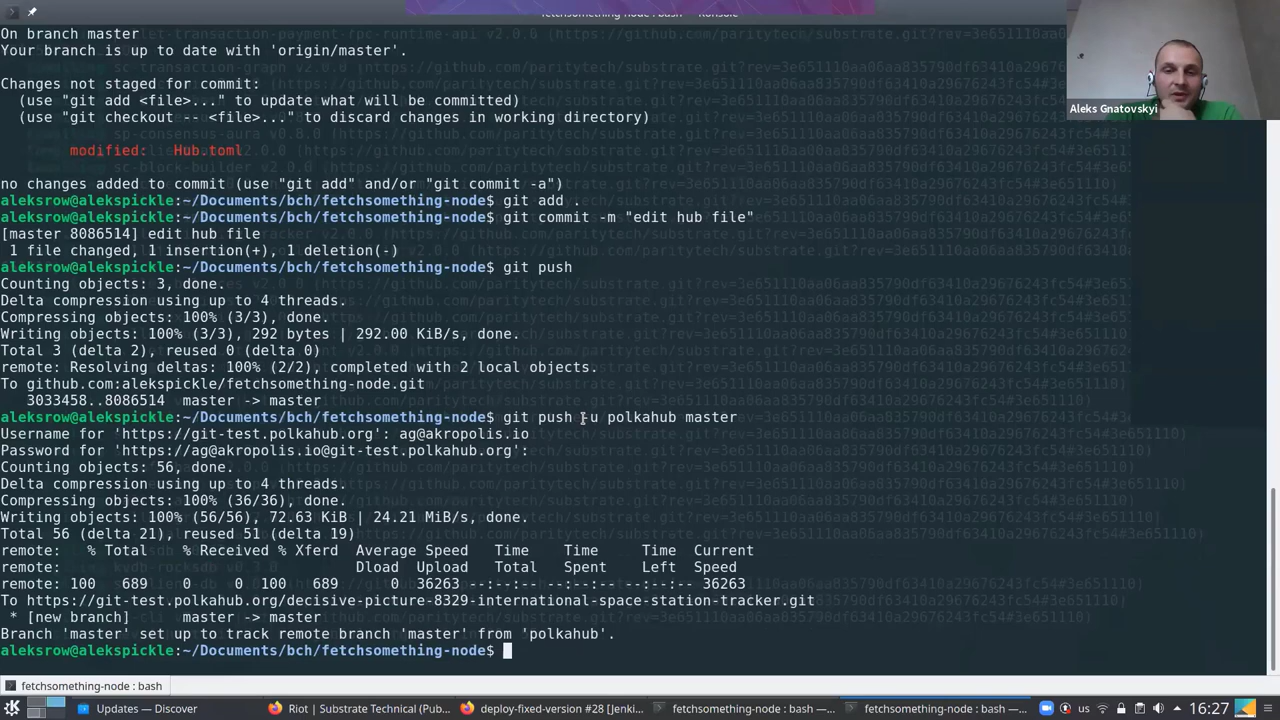 fetchsomething-node : bash — Konsole
On branch master
Your branch is up to date with 'origin/master'.
Changes not staged for commit:
(use "git add <file>..." to update what will be committed)
(use "git checkout -- <file>..." to discard changes in working directory)
modified:   Hub.toml
no changes added to commit (use "git add" and/or "git commit -a")
aleksrow@alekspickle:~/Documents/bch/fetchsomething-node$ git add .
aleksrow@alekspickle:~/Documents/bch/fetchsomething-node$ git commit -m "edit hub file"
[master 8086514] edit hub file
1 file changed, 1 insertion(+), 1 deletion(-)
aleksrow@alekspickle:~/Documents/bch/fetchsomething-node$ git push
Counting objects: 3, done.
Delta compression using up to 4 threads.
Compressing objects: 100% (3/3), done.
Writing objects: 100% (3/3), 292 bytes | 292.00 KiB/s, done.
Total 3 (delta 2), reused 0 (delta 0)
remote: Resolving deltas: 100% (2/2), completed with 2 local objects.
To github.com:alekspickle/fetchsomething-node.git
3033458..8086514  master -> master
aleksrow@alekspickle:~/Documents/bch/fetchsomething-node$ git push -u polkahub master
Username for 'https://git-test.polkahub.org': ag@akropolis.io
Password for 'https://ag@akropolis.io@git-test.polkahub.org':
Counting objects: 56, done.
Delta compression using up to 4 threads.
Compressing objects: 100% (36/36), done.
Writing objects: 100% (56/56), 72.63 KiB | 24.21 MiB/s, done.
Total 56 (delta 21), reused 51 (delta 19)
remote:   % Total    % Received % Xferd  Average Speed   Time    Time     Time  Current
remote:                                  Dload  Upload   Total   Spent    Left  Speed
remote: 100   689    0     0  100   689      0  36263 --:--:-- --:--:-- --:--:-- 36263
To https://git-test.polkahub.org/decisive-picture-8329-international-space-station-tracker.git
* [new branch]      master -> master
Branch 'master' set up to track remote branch 'master' from 'polkahub'.
aleksrow@alekspickle:~/Documents/bch/fetchsomething-node$
Aleks Gnatovskyi
fetchsomething-node : bash
Updates — Discover
Riot | Substrate Technical (Pub...
deploy-fixed-version #28 [Jenki...
fetchsomething-node : bash —...
fetchsomething-node : bash —...
us
16:27